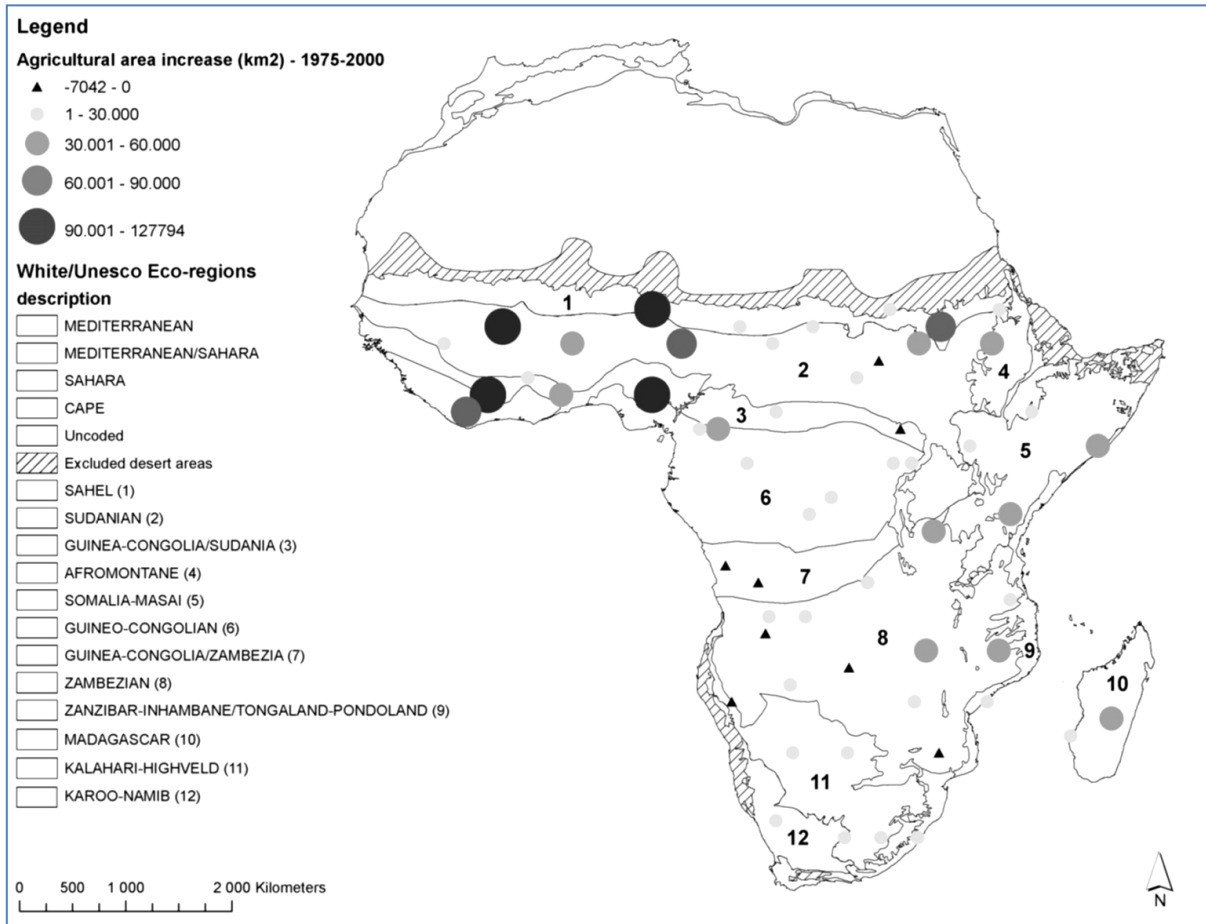 Legend
Agricultural area increase (km2) - 1975-2000
-7042 - 0
1 - 30.000
30.001 - 60.000
60.001 - 90.000
90.001 - 127794
White/Unesco Eco-regions
description
MEDITERRANEAN
MEDITERRANEAN/SAHARA
SAHARA
CAPE
Uncoded
Excluded desert areas
SAHEL (1)
SUDANIAN (2)
GUINEA-CONGOLIA/SUDANIA (3)
AFROMONTANE (4)
SOMALIA-MASAI (5)
GUINEO-CONGOLIAN (6)
GUINEA-CONGOLIA/ZAMBEZIA (7)
ZAMBEZIAN (8)
ZANZIBAR-INHAMBANE/TONGALAND-PONDOLAND (9)
MADAGASCAR (10)
KALAHARI-HIGHVELD (11)
KAROO-NAMIB (12)
0 500 1 000 2 000 Kilometers
1
2
4
3
5
6
7
8
9
10
11
12
N